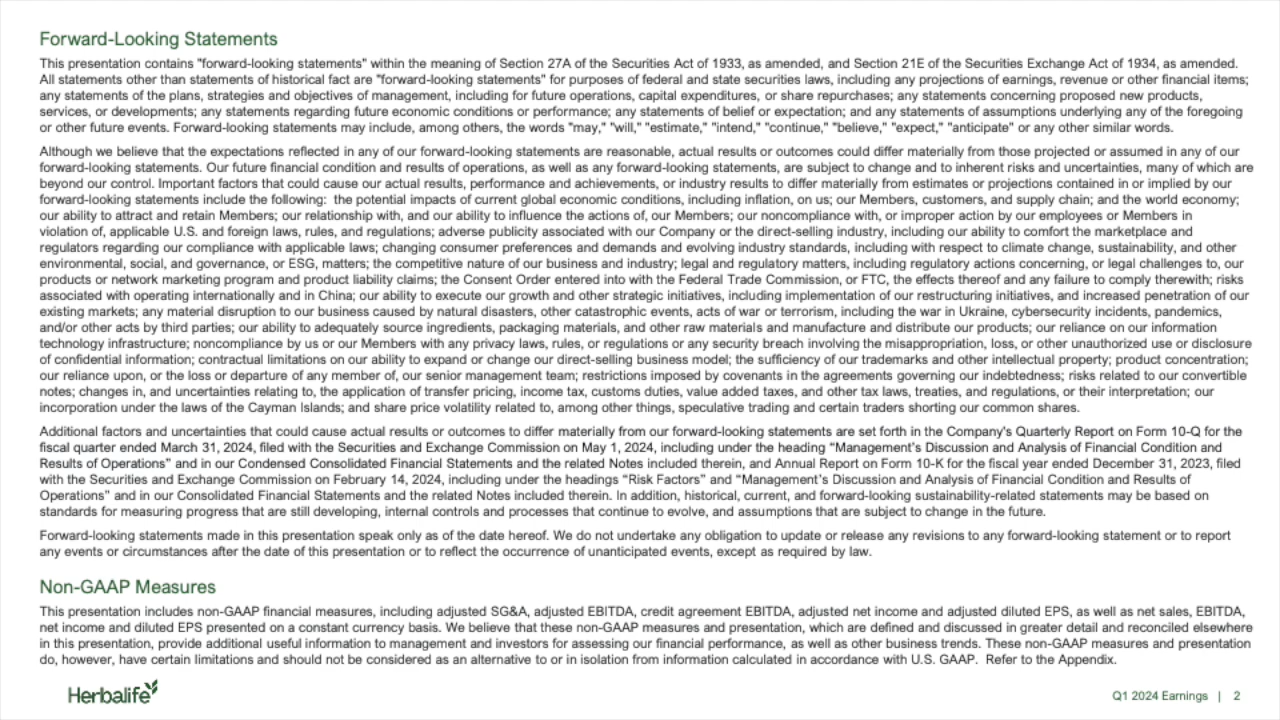 Forward-Looking Statements
This presentation contains "forward-looking statements" within the meaning of Section 27A of the Securities Act of 1933, as amended, and Section 21E of the Securities Exchange Act of 1934, as amended.
All statements other than statements of historical fact are "forward-looking statements" for purposes of federal and state securities laws, including any projections of earnings, revenue or other financial items;
any statements of the plans, strategies and objectives of management, including for future operations, capital expenditures, or share repurchases; any statements concerning proposed new products,
services, or developments; any statements regarding future economic conditions or performance; any statements of belief or expectation; and any statements of assumptions underlying any of the foregoing
or other future events. Forward-looking statements may include, among others, the words "may," "will," "estimate," "intend," "continue," "believe," "expect," "anticipate" or any other similar words.
Although we believe that the expectations reflected in any of our forward-looking statements are reasonable, actual results or outcomes could differ materially from those projected or assumed in any of our
forward-looking statements. Our future financial condition and results of operations, as well as any forward-looking statements, are subject to change and to inherent risks and uncertainties, many of which are
beyond our control. Important factors that could cause our actual results, performance and achievements, or industry results to differ materially from estimates or projections contained in or implied by our
forward-looking statements include the following:  the potential impacts of current global economic conditions, including inflation, on us; our Members, customers, and supply chain; and the world economy;
our ability to attract and retain Members; our relationship with, and our ability to influence the actions of, our Members; our noncompliance with, or improper action by our employees or Members in
violation of, applicable U.S. and foreign laws, rules, and regulations; adverse publicity associated with our Company or the direct-selling industry, including our ability to comfort the marketplace and
regulators regarding our compliance with applicable laws; changing consumer preferences and demands and evolving industry standards, including with respect to climate change, sustainability, and other
environmental, social, and governance, or ESG, matters; the competitive nature of our business and industry; legal and regulatory matters, including regulatory actions concerning, or legal challenges to, our
products or network marketing program and product liability claims; the Consent Order entered into with the Federal Trade Commission, or FTC, the effects thereof and any failure to comply therewith; risks
associated with operating internationally and in China; our ability to execute our growth and other strategic initiatives, including implementation of our restructuring initiatives, and increased penetration of our
existing markets; any material disruption to our business caused by natural disasters, other catastrophic events, acts of war or terrorism, including the war in Ukraine, cybersecurity incidents, pandemics,
and/or other acts by third parties; our ability to adequately source ingredients, packaging materials, and other raw materials and manufacture and distribute our products; our reliance on our information
technology infrastructure; noncompliance by us or our Members with any privacy laws, rules, or regulations or any security breach involving the misappropriation, loss, or other unauthorized use or disclosure
of confidential information; contractual limitations on our ability to expand or change our direct-selling business model; the sufficiency of our trademarks and other intellectual property; product concentration;
our reliance upon, or the loss or departure of any member of, our senior management team; restrictions imposed by covenants in the agreements governing our indebtedness; risks related to our convertible
notes; changes in, and uncertainties relating to, the application of transfer pricing, income tax, customs duties, value added taxes, and other tax laws, treaties, and regulations, or their interpretation; our
incorporation under the laws of the Cayman Islands; and share price volatility related to, among other things, speculative trading and certain traders shorting our common shares.
Additional factors and uncertainties that could cause actual results or outcomes to differ materially from our forward-looking statements are set forth in the Company's Quarterly Report on Form 10-Q for the
fiscal quarter ended March 31, 2024, filed with the Securities and Exchange Commission on May 1, 2024, including under the heading “Management’s Discussion and Analysis of Financial Condition and
Results of Operations” and in our Condensed Consolidated Financial Statements and the related Notes included therein, and Annual Report on Form 10-K for the fiscal year ended December 31, 2023, filed
with the Securities and Exchange Commission on February 14, 2024, including under the headings “Risk Factors” and “Management’s Discussion and Analysis of Financial Condition and Results of
Operations” and in our Consolidated Financial Statements and the related Notes included therein. In addition, historical, current, and forward-looking sustainability-related statements may be based on
standards for measuring progress that are still developing, internal controls and processes that continue to evolve, and assumptions that are subject to change in the future.
Forward-looking statements made in this presentation speak only as of the date hereof. We do not undertake any obligation to update or release any revisions to any forward-looking statement or to report
any events or circumstances after the date of this presentation or to reflect the occurrence of unanticipated events, except as required by law.
Non-GAAP Measures
This presentation includes non-GAAP financial measures, including adjusted SG&A, adjusted EBITDA, credit agreement EBITDA, adjusted net income and adjusted diluted EPS, as well as net sales, EBITDA,
net income and diluted EPS presented on a constant currency basis. We believe that these non-GAAP measures and presentation, which are defined and discussed in greater detail and reconciled elsewhere
in this presentation, provide additional useful information to management and investors for assessing our financial performance, as well as other business trends. These non-GAAP measures and presentation
do, however, have certain limitations and should not be considered as an alternative to or in isolation from information calculated in accordance with U.S. GAAP.  Refer to the Appendix.
Herbalife
Q1 2024 Earnings | 2